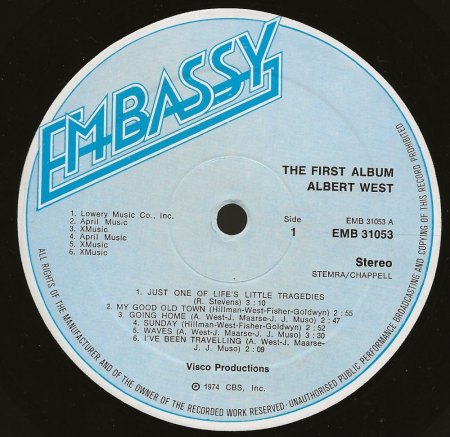 EMBASSY
THE FIRST ALBUM
ALBERT WEST
1. Lowery Music Co., Inc.
2. April Music
3. XMusic
4. April Music
5. XMusic
6. XMusic
Side
1
EMB 31053 A
EMB 31053
Stereo
STEMRA/CHAPPELL
1. JUST ONE OF LIFE'S LITTLE TRAGEDIES
(R. Stevens) 3 : 10
2. MY GOOD OLD TOWN (Hillman-West-Fisher-Goldwyn) 2 : 55
3. GOING HOME (A. West-J. Maarse-J.J. Muso) 2 : 47
4. SUNDAY (Hillman-West-Fisher-Goldwyn) 2 : 52
5. WAVES (A. West-J. Maarse-J. J. Muso) 3 : 30
6. I'VE BEEN TRAVELLING (A. West-J. Maarse-
J. J. Muso) 2 : 09
Visco Productions
℗ 1974 CBS, Inc.
ALL RIGHTS OF THE MANUFACTURER AND OF THE OWNER OF THE RECORDED WORK RESERVED · UNAUTHORISED PUBLIC PERFORMANCE BROADCASTING AND COPYING OF THIS RECORD PROHIBITED